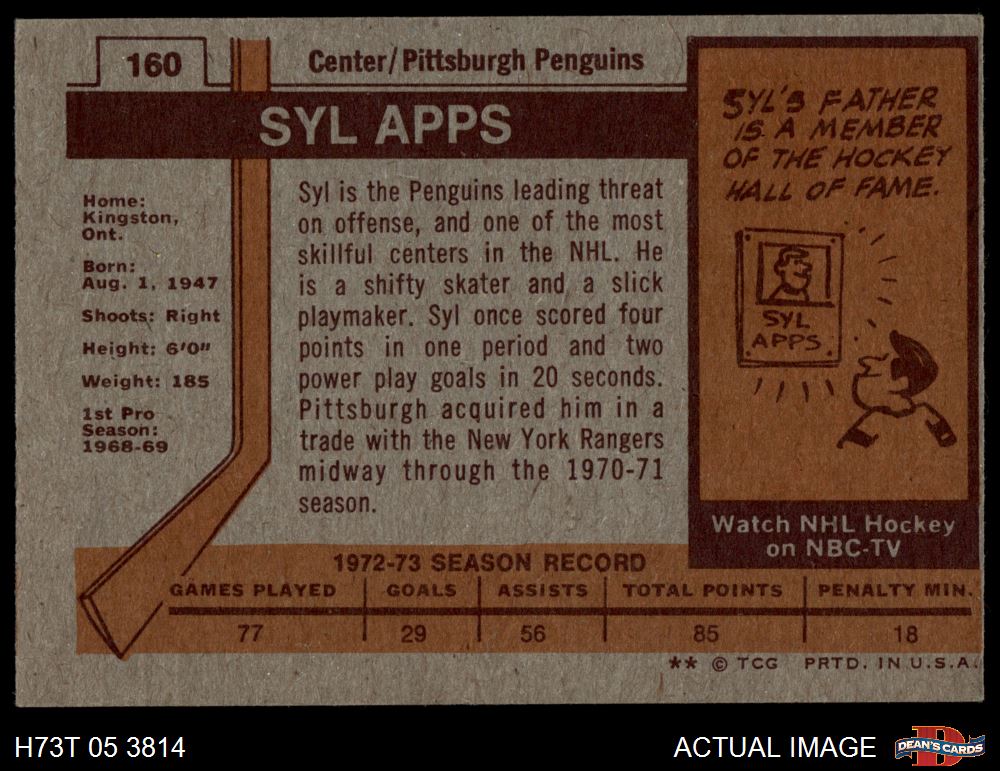 160
Center/Pittsburgh Penguins
SYL APPS
Home:
Kingston,
Ont.
Born:
Aug. 1, 1947
Shoots: Right
Height: 6'0"
Weight: 185
1st Pro
Season:
1968-69
Syl is the Penguins leading threat
on offense, and one of the most
skillful centers in the NHL. He
is a shifty skater and a slick
playmaker. Syl once scored four
points in one period and two
power play goals in 20 seconds.
Pittsburgh acquired him in a
trade with the New York Rangers
midway through the 1970-71
season.
SYL'S FATHER
IS A MEMBER
OF THE HOCKEY
HALL OF FAME.
SYL
APPS
Watch NHL Hockey
on NBC-TV
1972-73 SEASON RECORD
GAMES PLAYED GOALS ASSISTS TOTAL POINTS PENALTY MIN.
77 29 56 85 18
** © TCG PRTD. IN U.S.A.
H73T 05 3814
ACTUAL IMAGE
D
DEAN'S CARDS